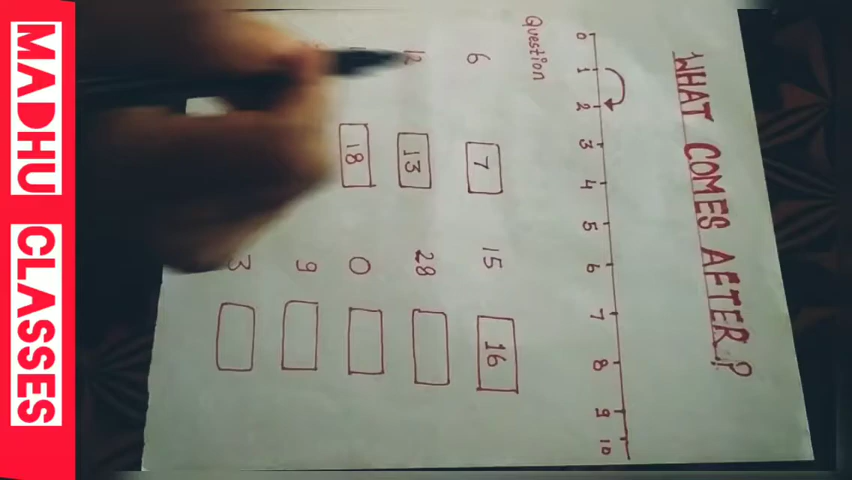 MADHU CLASSES
WHAT COMES AFTER?
0 1 2 3 4 5 6 7 8 9 10
Question
6 7 15 16
12 13 28
18 0
9
3